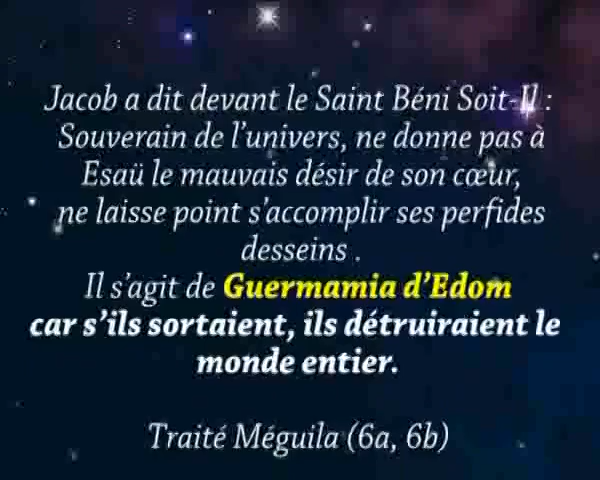 Jacob a dit devant le Saint Béni Soit-Il :
Souverain de l'univers, ne donne pas à
Esaü le mauvais désir de son cœur,
ne laisse point s'accomplir ses perfides
desseins .
Il s'agit de Guermamia d'Edom
car s'ils sortaient, ils détruiraient le
monde entier.
Traité Méguila (6a, 6b)